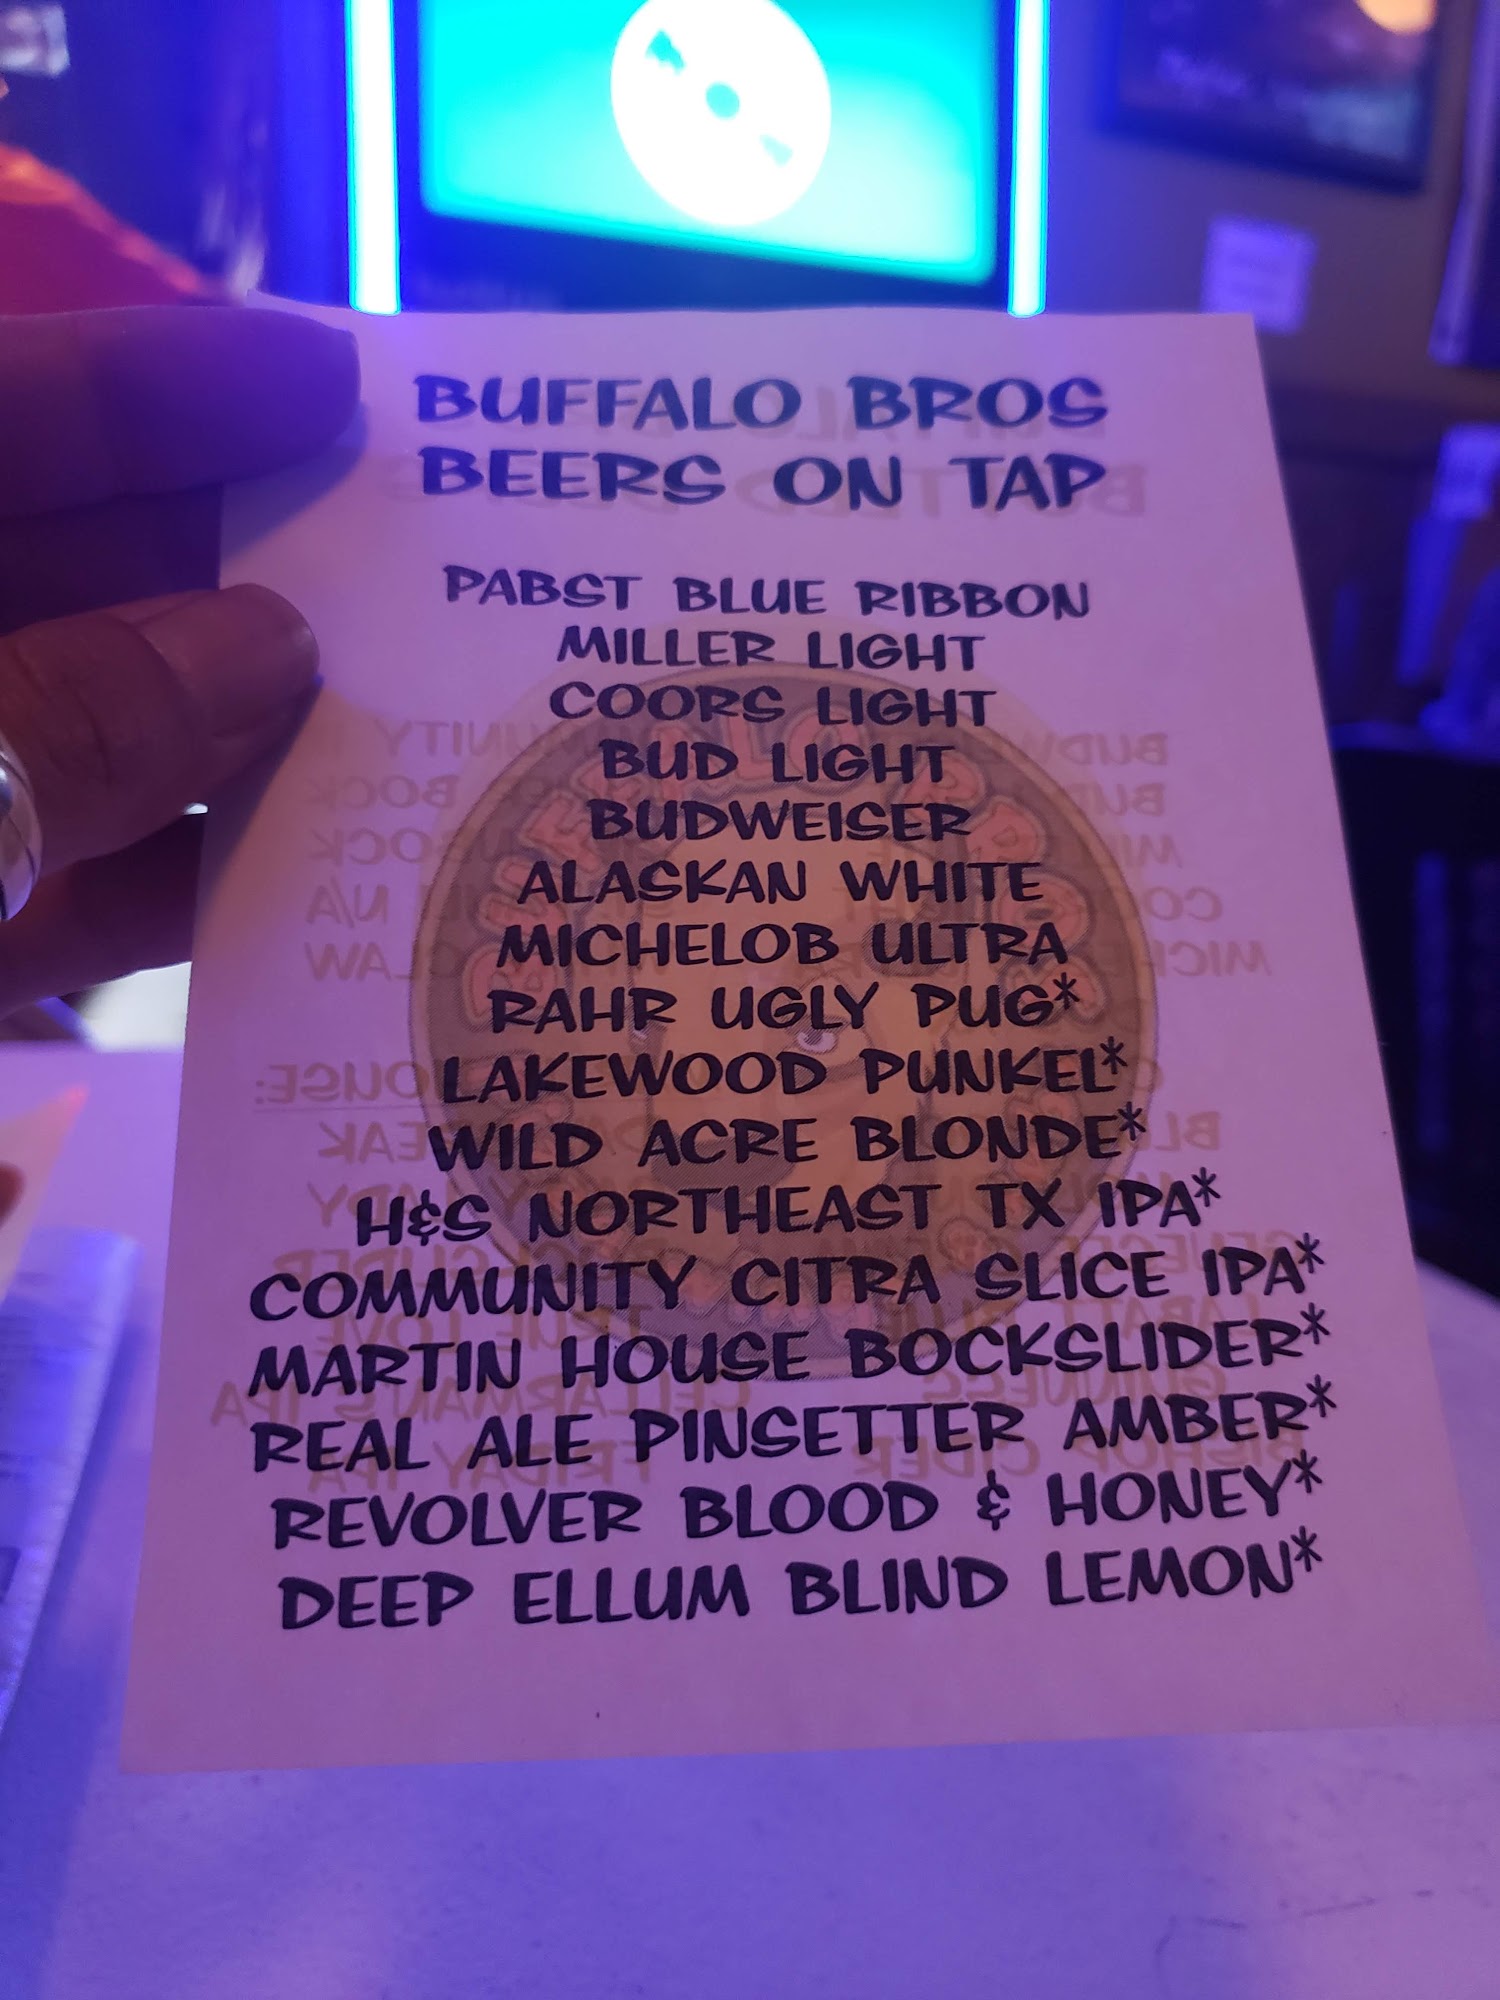 BUFFALO BROS
BEERS ON TAP
PABST BLUE RIBBON
MILLER LIGHT
COORS LIGHT
BUD LIGHT
BUDWEISER
ALASKAN WHITE
MICHELOB ULTRA
RAHR UGLY PUG*
LAKEWOOD PUNKEL*
WILD ACRE BLONDE*
H&S NORTHEAST TX IPA*
COMMUNITY CITRA SLICE IPA*
MARTIN HOUSE BOCKSLIDER*
REAL ALE PINSETTER AMBER*
REVOLVER BLOOD & HONEY*
DEEP ELLUM BLIND LEMON*